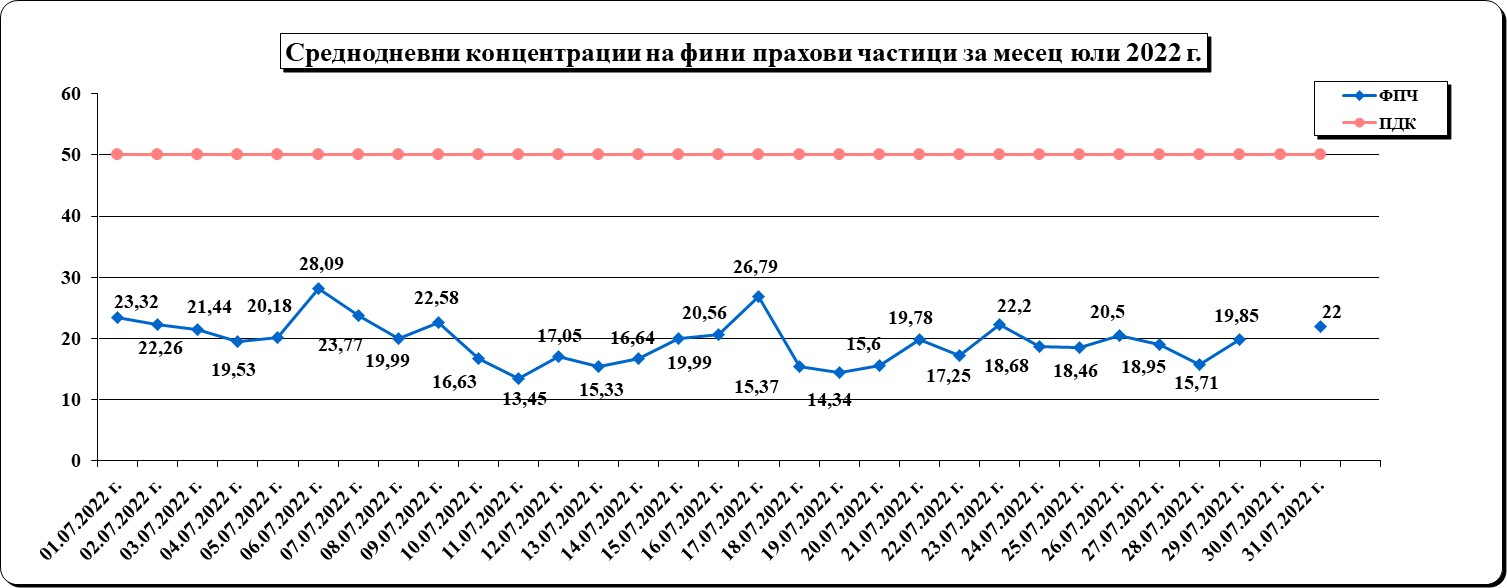 Среднодневни концентрации на фини прахови частици за месец юли 2022 г.
ФПЧ
ПДК
60
50
40
30
20
10
0
23,32
22,26
21,44
19,53
20,18
28,09
23,77
19,99
22,58
16,63
13,45
17,05
15,33
16,64
19,99
20,56
26,79
15,37
14,34
15,6
19,78
17,25
22,2
18,68
18,46
20,5
18,95
15,71
19,85
22
01.07.2022 г.
02.07.2022 г.
03.07.2022 г.
04.07.2022 г.
05.07.2022 г.
06.07.2022 г.
07.07.2022 г.
08.07.2022 г.
09.07.2022 г.
10.07.2022 г.
11.07.2022 г.
12.07.2022 г.
13.07.2022 г.
14.07.2022 г.
15.07.2022 г.
16.07.2022 г.
17.07.2022 г.
18.07.2022 г.
19.07.2022 г.
20.07.2022 г.
21.07.2022 г.
22.07.2022 г.
23.07.2022 г.
24.07.2022 г.
25.07.2022 г.
26.07.2022 г.
27.07.2022 г.
28.07.2022 г.
29.07.2022 г.
30.07.2022 г.
31.07.2022 г.